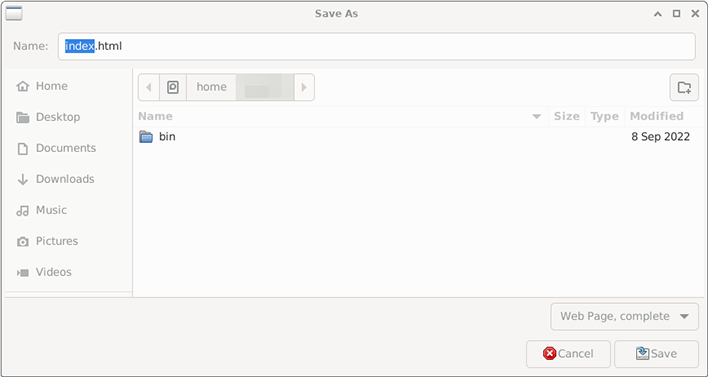 Save As
Name: index.html
Home
Desktop
Documents
Downloads
Music
Pictures
Videos
home
Name Size Type Modified
bin 8 Sep 2022
Web Page, complete
Cancel Save